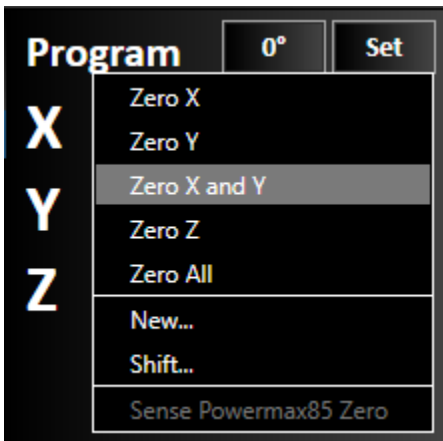 Program 0° Set
X
Y
Z
Zero X
Zero Y
Zero X and Y
Zero Z
Zero All
New...
Shift...
Sense Powermax85 Zero